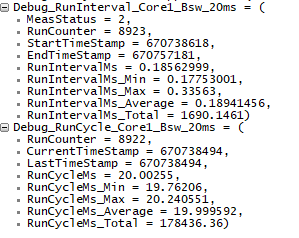 Debug_RunInterval_Core1_Bsw_20ms = (
MeasStatus = 2,
RunCounter = 8923,
StartTimeStamp = 670738618,
EndTimeStamp = 670757181,
RunIntervalMs = 0.18562999,
RunIntervalMs_Min = 0.17753001,
RunIntervalMs_Max = 0.33563,
RunIntervalMs_Average = 0.18941456,
RunIntervalMs_Total = 1690.1461)
Debug_RunCycle_Core1_Bsw_20ms = (
RunCounter = 8922,
CurrentTimeStamp = 670738494,
LastTimeStamp = 670738494,
RunCycleMs = 20.00255,
RunCycleMs_Min = 19.76206,
RunCycleMs_Max = 20.240551,
RunCycleMs_Average = 19.999592,
RunCycleMs_Total = 178436.36)